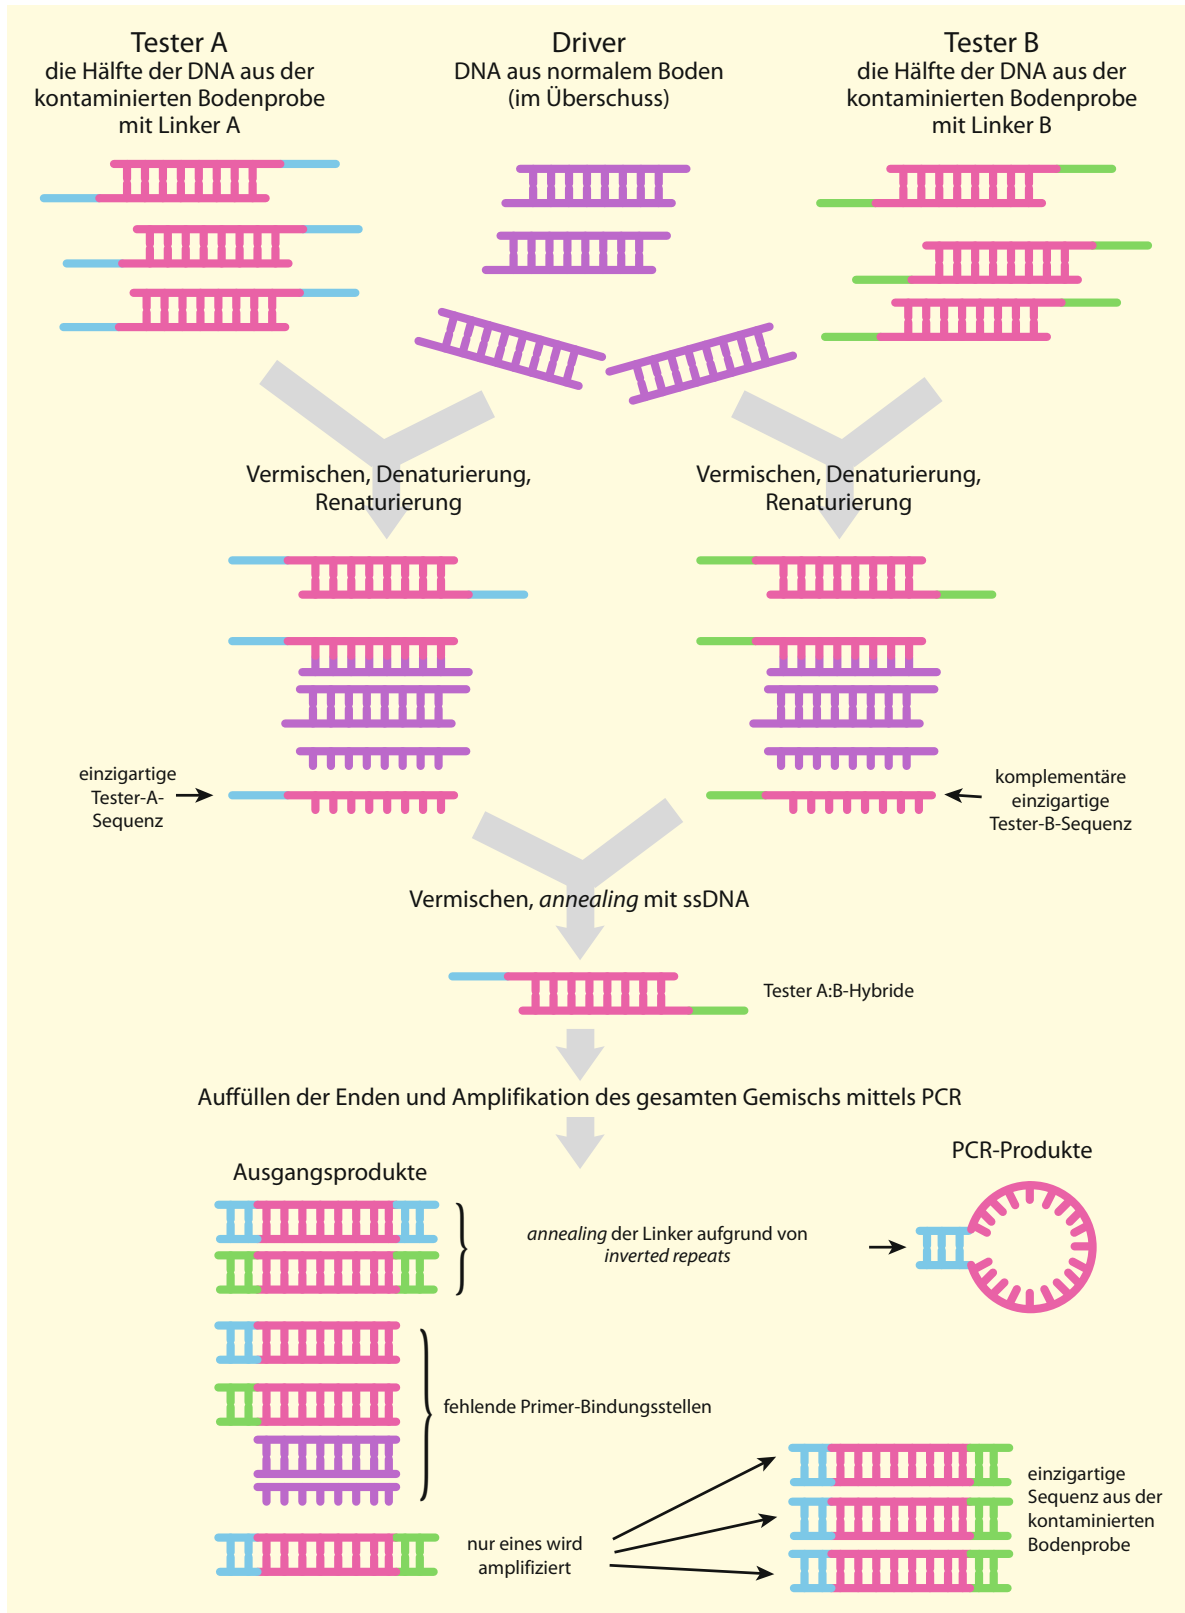 Tester A
die Hälfte der DNA aus der
kontaminierten Bodenprobe
mit Linker A
Driver
DNA aus normalem Boden
(im Überschuss)
Tester B
die Hälfte der DNA aus der
kontaminierten Bodenprobe
mit Linker B
Vermischen, Denaturierung,
Renaturierung
Vermischen, Denaturierung,
Renaturierung
einzigartige
Tester-A-
Sequenz
komplementäre
einzigartige
Tester-B-Sequenz
Vermischen, annealing mit ssDNA
Tester A:B-Hybride
Auffüllen der Enden und Amplifikation des gesamten Gemischs mittels PCR
Ausgangsprodukte
PCR-Produkte
annealing der Linker aufgrund von
inverted repeats
fehlende Primer-Bindungsstellen
nur eines wird
amplifiziert
einzigartige
Sequenz aus der
kontaminierten
Bodenprobe